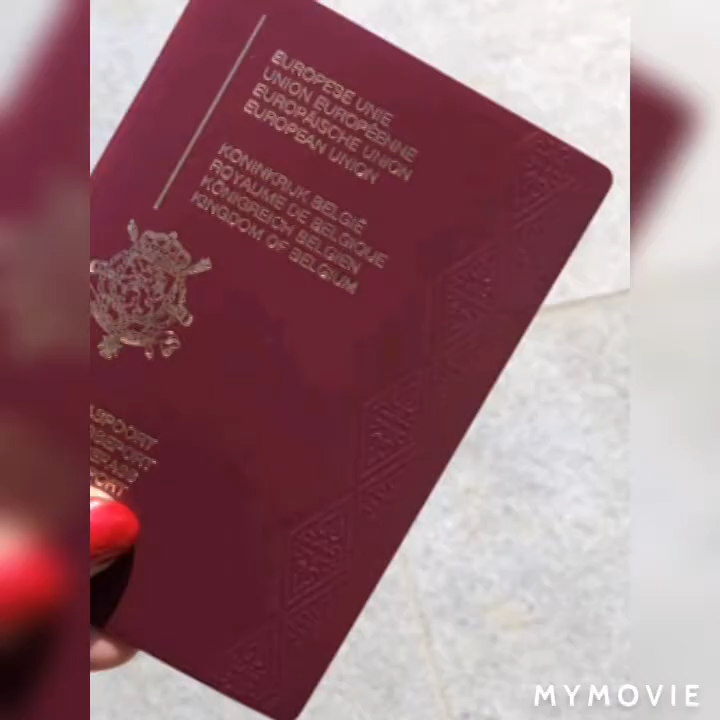 EUROPESE UNIE
UNION EUROPÉENNE
EUROPÄISCHE UNION
EUROPEAN UNION
KONINKRIJK BELGIË
ROYAUME DE BELGIQUE
KÖNIGREICH BELGIEN
KINGDOM OF BELGIUM
MYMOVIE